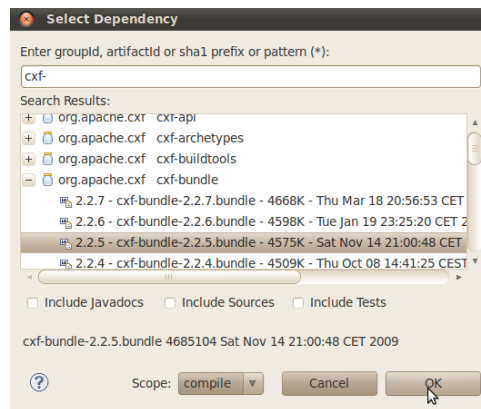 Select Dependency
Enter groupId, artifactId or sha1 prefix or pattern (*):
cxf-
Search Results:
org.apache.cxf cxf-api
org.apache.cxf cxf-archetypes
org.apache.cxf cxf-buildtools
org.apache.cxf cxf-bundle
2.2.7 - cxf-bundle-2.2.7.bundle - 4668K - Thu Mar 18 20:56:53 CET
2.2.6 - cxf-bundle-2.2.6.bundle - 4598K - Tue Jan 19 23:25:20 CET 2
2.2.5 - cxf-bundle-2.2.5.bundle - 4575K - Sat Nov 14 21:00:48 CET
2.2.4 - cxf-bundle-2.2.4.bundle - 4509K - Thu Oct 08 14:41:25 CEST
Include Javadocs Include Sources Include Tests
cxf-bundle-2.2.5.bundle 4685104 Sat Nov 14 21:00:48 CET 2009
? Scope: compile Cancel OK